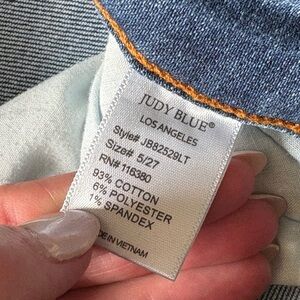 JUDY BLUE®
LOS ANGELES
Style# JB82529LT
Size# 5/27
RN# 116380
93% COTTON
6% POLYESTER
1% SPANDEX
MADE IN VIETNAM